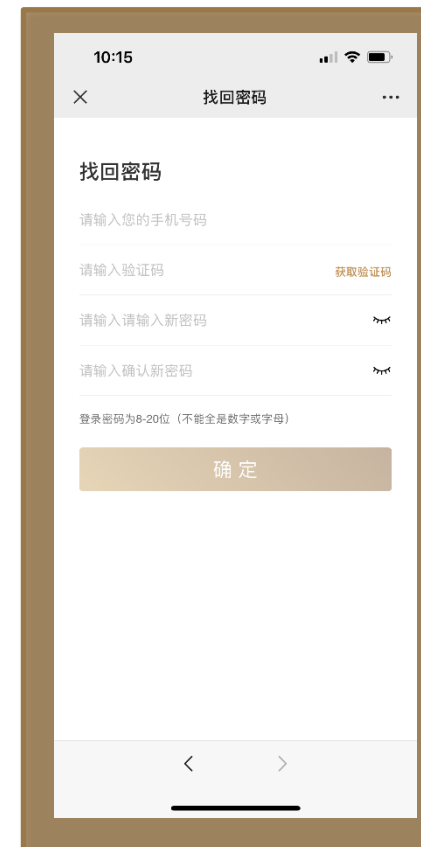 10:15
找回密码
找回密码
请输入您的手机号码
请输入验证码 获取验证码
请输入请输入新密码
请输入确认新密码
登录密码为8-20位（不能全是数字或字母）
确 定